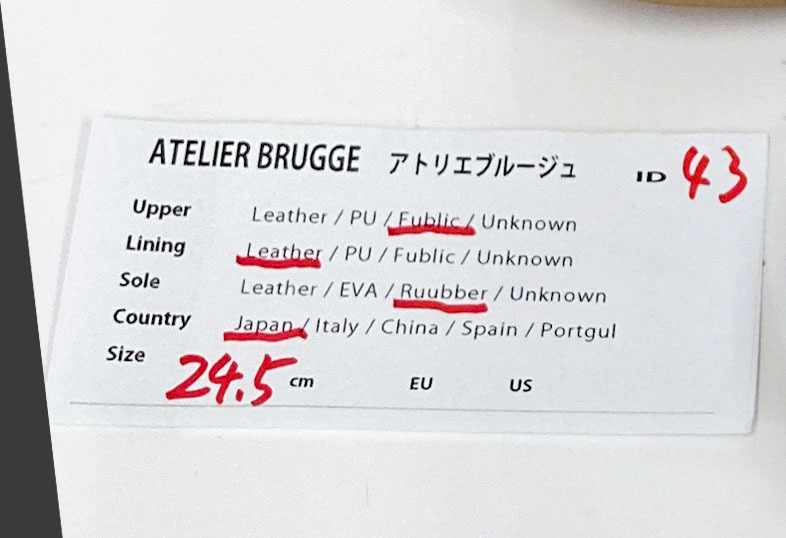 ATELIER BRUGGE アトリエブルージュ ID 43
Upper Leather / PU / Fublic / Unknown
Lining Leather / PU / Fublic / Unknown
Sole Leather / EVA / Ruubber / Unknown
Country Japan / Italy / China / Spain / Portgul
Size 24.5 cm EU US